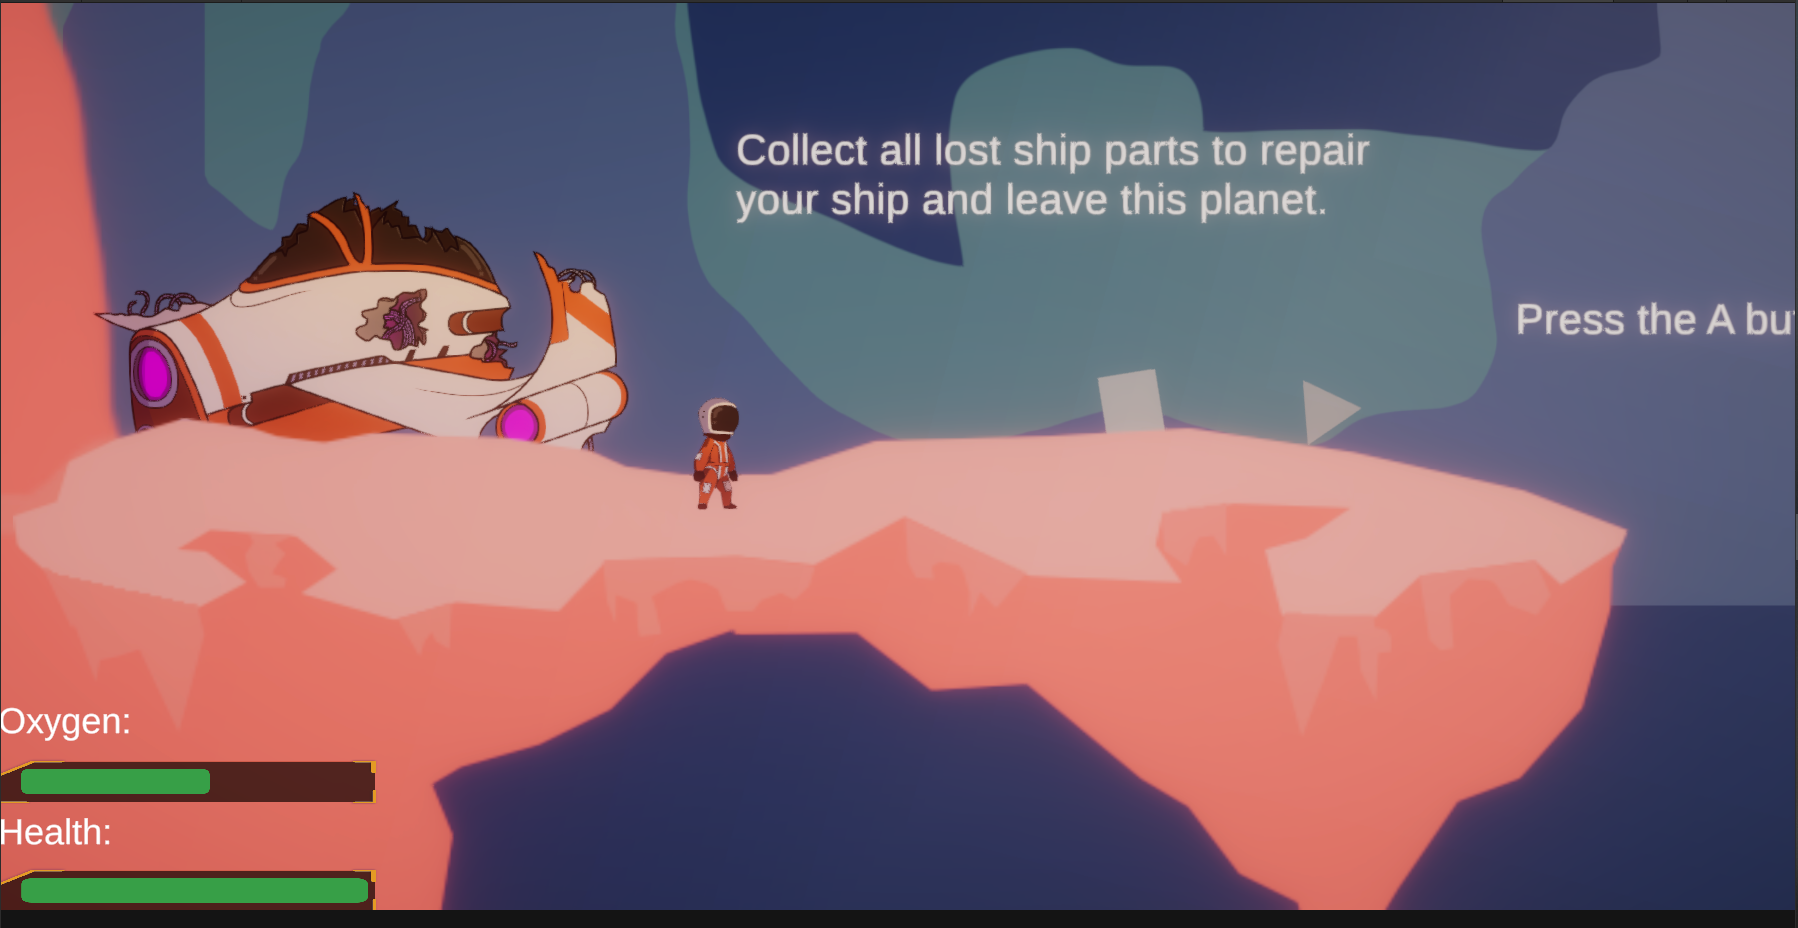 Collect all lost ship parts to repair
your ship and leave this planet.
Press the A
Oxygen:
Health: